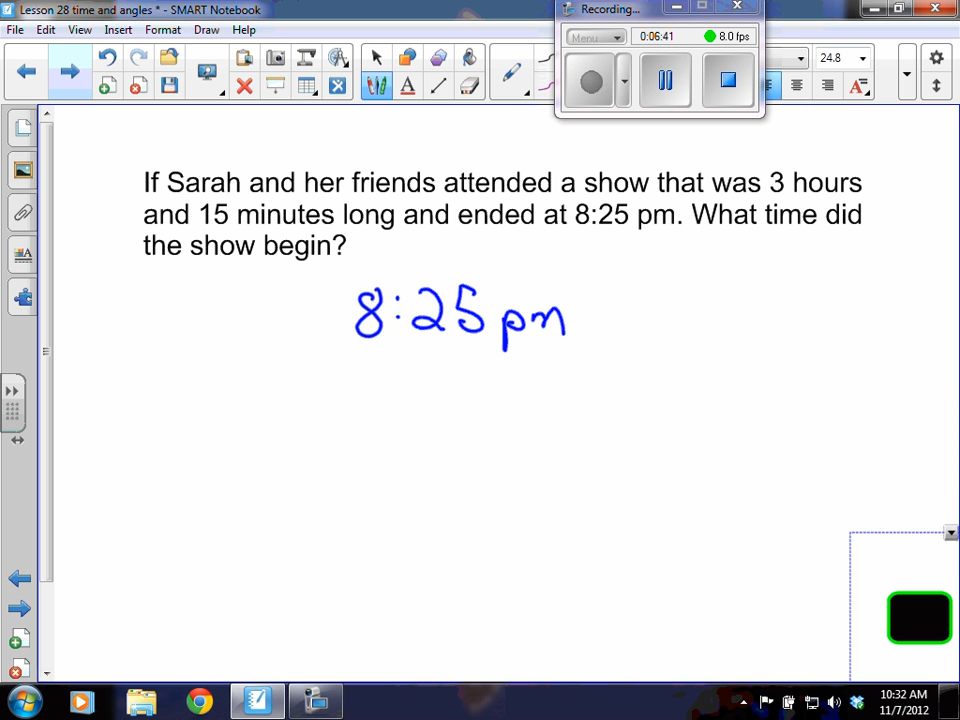 Lesson 28 time and angles * - SMART Notebook
Recording...
File Edit View Insert Format Draw Help
Menu 0:06:41 8.0 fps
24.8
If Sarah and her friends attended a show that was 3 hours
and 15 minutes long and ended at 8:25 pm. What time did
the show begin?
8:25 pm
10:32 AM
11/7/2012